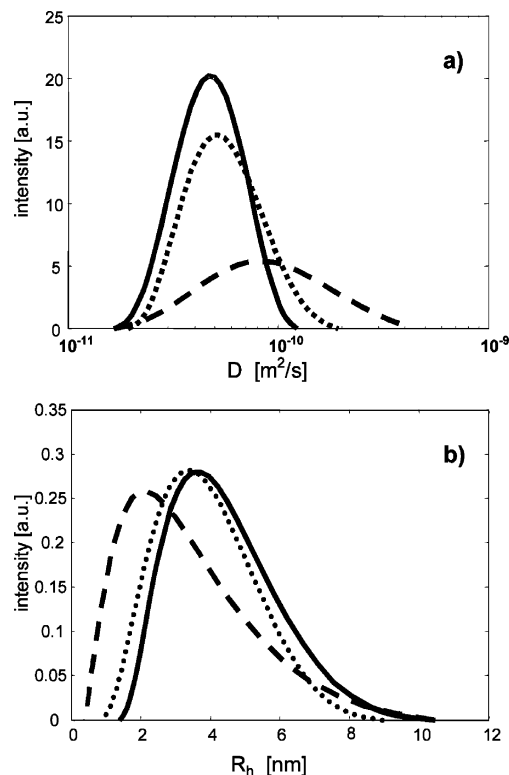 25
a)
20
15
10
5
0
intensity [a.u.]
10⁻¹¹ 10⁻¹⁰ 10⁻⁹
D [m²/s]
0.35
b)
0.3
0.25
0.2
0.15
0.1
0.05
0
intensity [a.u.]
0 2 4 6 8 10 12
Rₕ [nm]